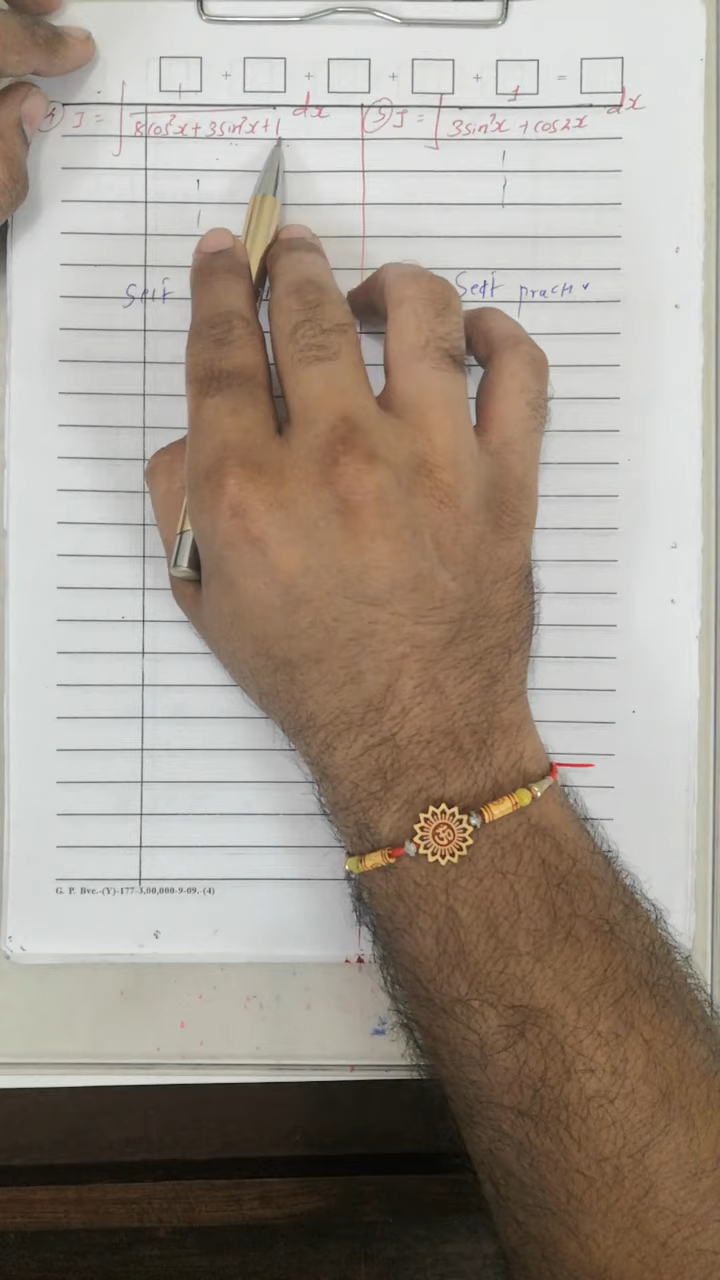 + + + + =
④ I = ∫ 1 / 8cos²x + 3sin²x + 1 dx
⑤ I = ∫ 1 / 3sin²x + cos2x dx
Self
Self practi
G. P. Bvc.-(Y)-177-3,00,000-9-09.-(4)
ॐ